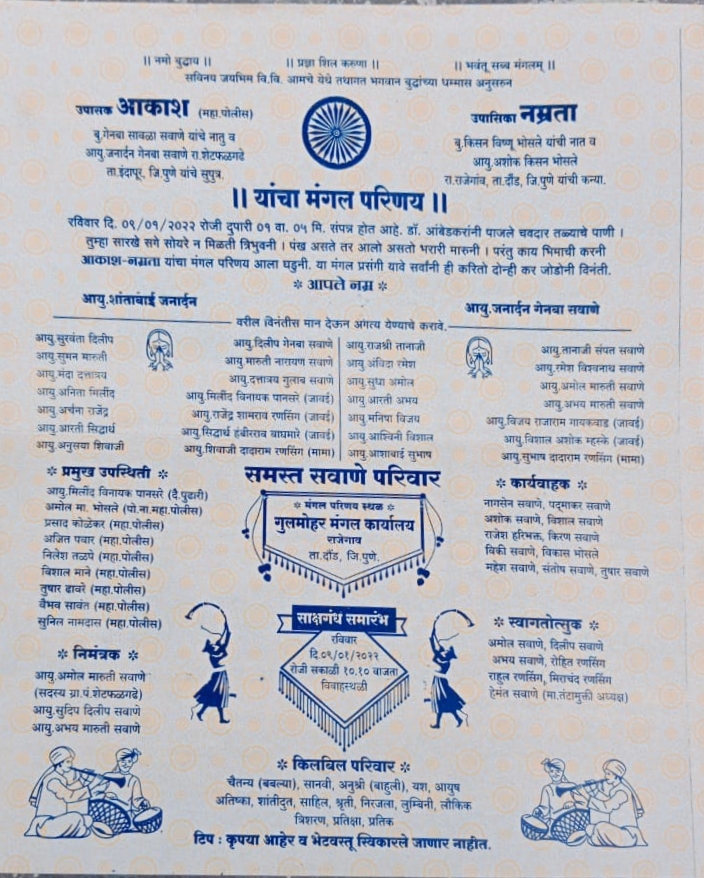 || नमो बुद्धाय || || प्रज्ञा शिल करुणा || || भवंतू सब्ब मंगलम् ||
सविनय जयभिम वि.वि. आमचे येथे तथागत भगवान बुद्धांच्या धम्मास अनुसरुन
उपासक आकाश (महा.पोलीस)
बु.गेनबा सावळा सवाणे यांचे नातु व
आयु.जनार्दन गेनबा सवाणे रा.शेटफळगढे
ता.इंदापूर, जि.पुणे यांचे सुपुत्र.
उपासिका नम्रता
बु.किसन विष्णू भोसले यांची नात व
आयु.अशोक किसन भोसले
रा.राजेगांव, ता.दौंड, जि.पुणे यांची कन्या.
|| यांचा मंगल परिणय ||
रविवार दि. ०९/०१/२०२२ रोजी दुपारी ०१ वा. ०५ मि. संपन्न होत आहे. डॉ. आंबेडकरांनी पाजले चवदार तळ्याचे पाणी ।
तुम्हा सारखे सगे सोयरे न मिळती त्रिभुवनी । पंख असते तर आलो असतो भरारी मारुनी । परंतु काय भिमाची करनी
आकाश-नम्रता यांचा मंगल परिणय आला घडुनी. या मंगल प्रसंगी यावे सर्वांनी ही करितो दोन्ही कर जोडोनी विनंती.
❊ आपले नम्र ❊
आयु.शांताबाई जनार्दन
आयु.जनार्दन गेनबा सवाणे
वरील विनंतीस मान देऊन अगत्य येण्याचे करावे.
आयु.सुरवंता दिलीप
आयु.सुमन मारुती
आयु.मंदा दत्तात्रय
आयु.अनिता मिलींद
आयु.अर्चना राजेंद्र
आयु.आरती सिद्धार्थ
आयु.अनुसया शिवाजी
आयु.दिलीप गेनबा सवाणे
आयु मारुती नारायण सवाणे
आयु.दत्तात्रय गुलाब सवाणे
आयु.मिलींद विनायक पानसरे (जावई)
आयु.राजेंद्र शामराव रणसिंग (जावई)
आयु.सिद्धार्थ हंबीरराव वाघमारे (जावई)
आयु.शिवाजी दादाराम रणसिंग (मामा)
आयु.राजश्री तानाजी
आयु.अंविदा रमेश
आयु.सुधा अमोल
आयु.आरती अभय
आयु.मनिषा विजय
आयु.आश्विनी विशाल
आयु.आशाबाई सुभाष
आयु.तानाजी संपत सवाणे
आयु.रमेश विश्वनाथ सवाणे
आयु.अमोल मारुती सवाणे
आयु.अभय मारुती सवाणे
आयु.विजय राजाराम गायकवाड (जावई)
आयु.विशाल अशोक म्हस्के (जावई)
आयु.सुभाष दादाराम रणसिंग (मामा)
❊ प्रमुख उपस्थिती ❊
आयु.मिलींद विनायक पानसरे (दै.पुढारी)
अमोल मा. भोसले (पो.ना.महा.पोलीस)
प्रसाद कोळेकर (महा.पोलीस)
अजित पवार (महा.पोलीस)
निलेश तळपे (महा.पोलीस)
विशाल माने (महा.पोलीस)
तुषार ढावरे (महा.पोलीस)
वैभव सावंत (महा.पोलीस)
सुनिल नामदास (महा.पोलीस)
❊ निमंत्रक ❊
आयु.अमोल मारुती सवाणे
(सदस्य ग्रा.पं.शेटफळगढे)
आयु.सुदिप दिलीप सवाणे
आयु.अभय मारुती सवाणे
समस्त सवाणे परिवार
❊ मंगल परिणय स्थळ ❊
गुलमोहर मंगल कार्यालय
राजेगाव
ता.दौंड, जि.पुणे.
साक्षगंध समारंभ
रविवार
दि.०९/०१/२०२२
रोजी सकाळी १०.१० वाजता
विवाहस्थळी
❊ कार्यवाहक ❊
नागसेन सवाणे, पद्माकर सवाणे
अशोक सवाणे, विशाल सवाणे
राजेश हरिभक्त, किरण सवाणे
विकी सवाणे, विकास भोसले
महेश सवाणे, संतोष सवाणे, तुषार सवाणे
❊ स्वागतोत्सुक ❊
अमोल सवाणे, दिलीप सवाणे
अभय सवाणे, रोहित रणसिंग
राहुल रणसिंग, मिराचंद रणसिंग
हेमंत सवाणे (मा.तंटामुक्ती अध्यक्ष)
❊ किलबिल परिवार ❊
चैतन्य (बबल्या), सानवी, अनुश्री (बाहुली), यश, आयुष
अतिष्का, शांतीदुत, साहिल, श्रृती, निरजला, लुम्बिनी, लौकिक
त्रिशरण, प्रतिक्षा, प्रतिक
टिप : कृपया आहेर व भेटवस्तू स्विकारले जाणार नाहीत.